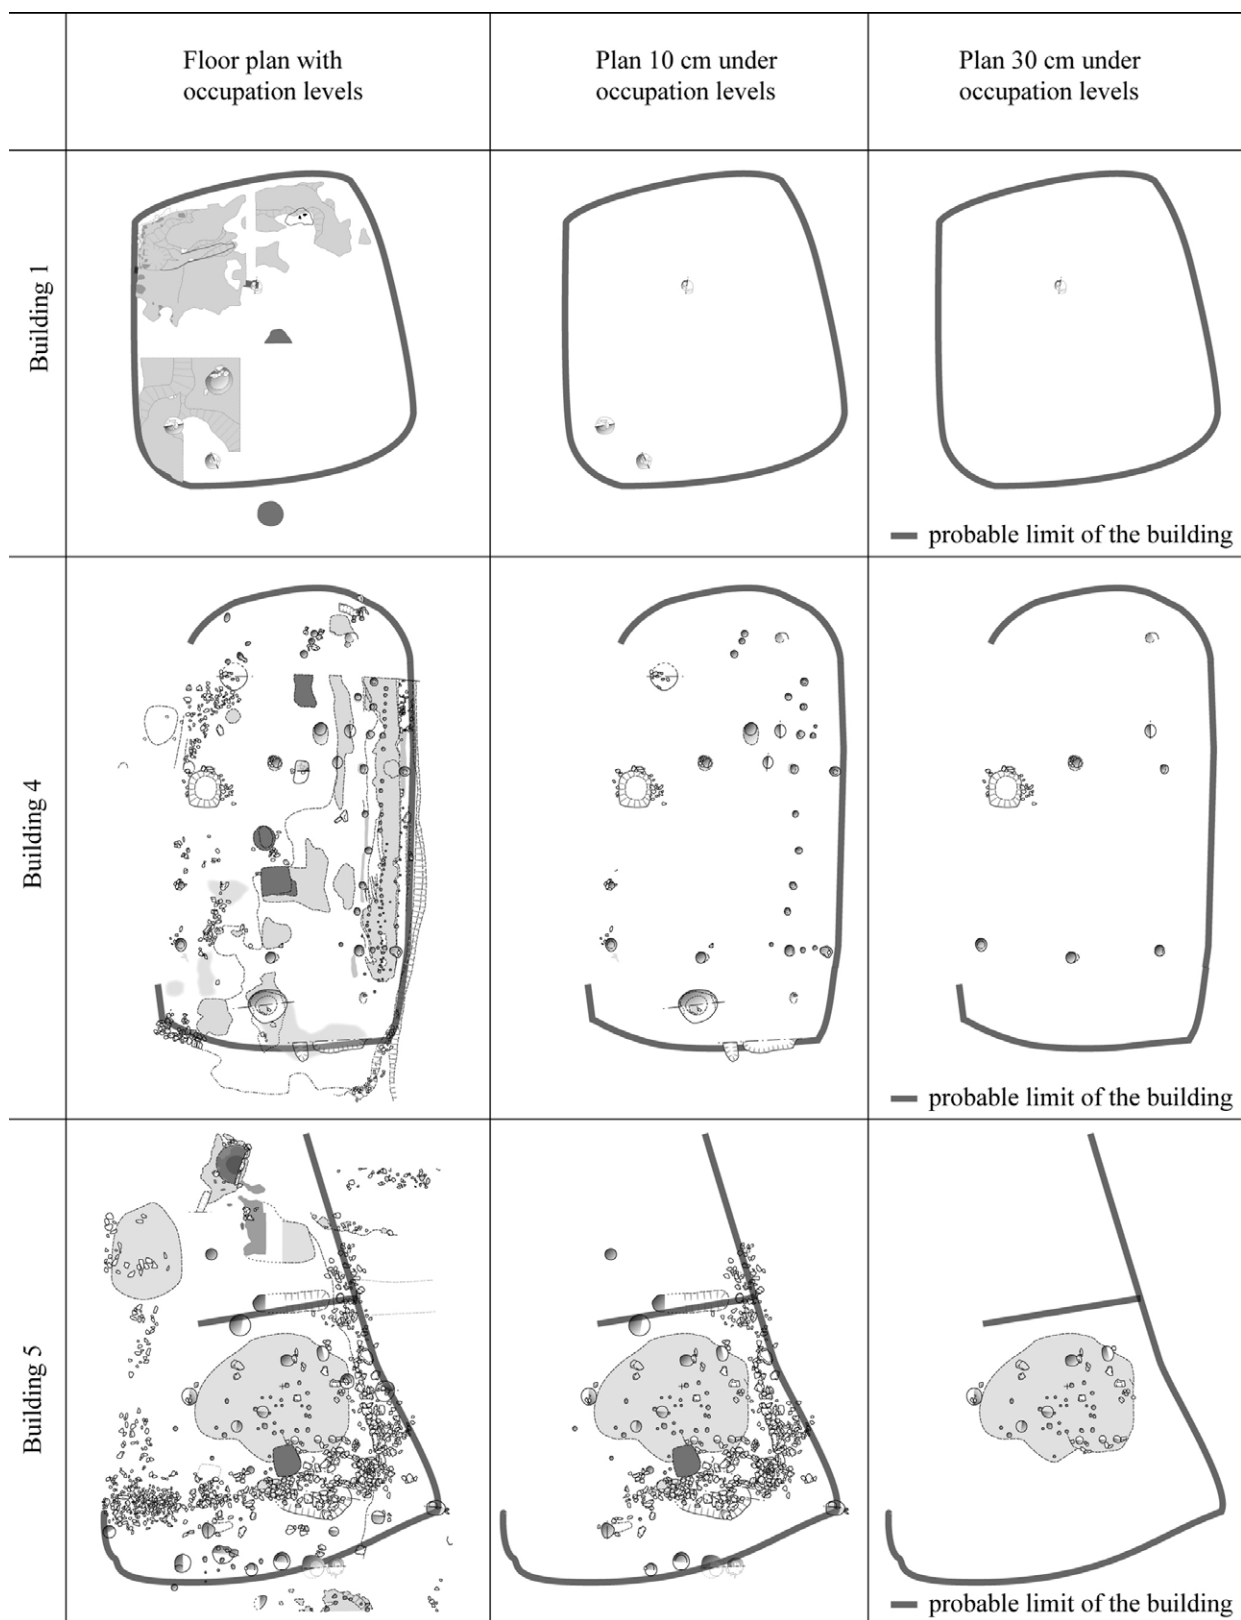 Floor plan with
occupation levels
Plan 10 cm under
occupation levels
Plan 30 cm under
occupation levels
Building 1
probable limit of the building
Building 4
probable limit of the building
Building 5
probable limit of the building